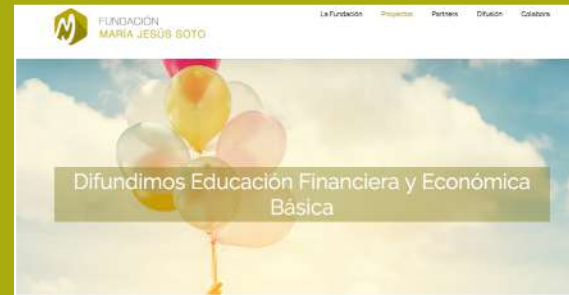 FUNDACIÓN
MARÍA JESÚS SOTO
La Fundación Proyectos Partners Difusión Colabora
Difundimos Educación Financiera y Económica
Básica